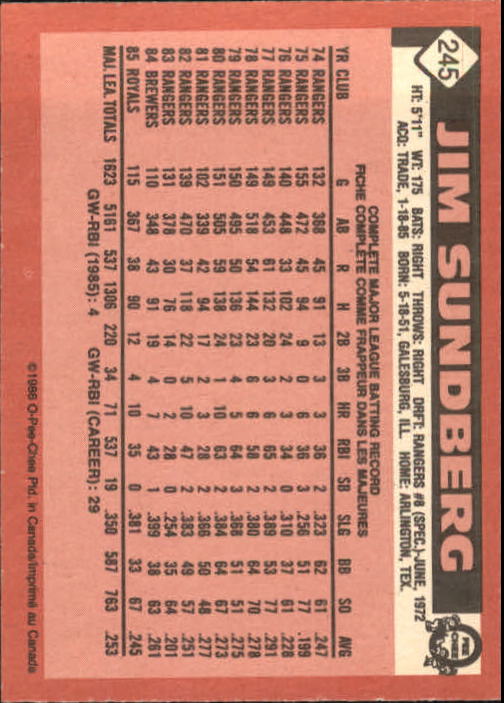 245
JIM SUNDBERG
O-PEE-CHEE
HT: 5'11" WT: 175 BATS: RIGHT THROWS: RIGHT DRFT: RANGERS #8 (SPEC.)-JUNE, 1972
ACQ: TRADE, 1-18-85 BORN: 5-18-51, GALESBURG, ILL. HOME: ARLINGTON, TEX.
COMPLETE MAJOR LEAGUE BATTING RECORD
FICHE COMPLÈTE COMME FRAPPEUR DANS LES MAJEURES
YR CLUB G AB R H 2B 3B HR RBI SB SLG BB SO AVG
74 RANGERS 132 368 45 91 13 3 3 36 2 .323 62 61 .247
75 RANGERS 155 472 45 94 9 0 6 36 3 .256 51 77 .199
76 RANGERS 140 448 33 102 24 2 3 34 0 .310 37 61 .228
77 RANGERS 149 453 61 132 20 3 6 65 2 .389 53 77 .291
78 RANGERS 149 518 54 144 23 6 6 58 2 .380 64 70 .278
79 RANGERS 150 495 50 136 23 4 5 64 3 .368 51 51 .275
80 RANGERS 151 505 59 138 24 1 10 63 2 .384 64 67 .273
81 RANGERS 102 339 42 94 17 2 3 28 2 .366 50 48 .277
82 RANGERS 139 470 37 118 22 5 10 47 2 .383 49 57 .251
83 RANGERS 131 378 30 76 14 0 2 28 0 .254 35 64 .201
84 BREWERS 110 348 43 91 19 4 7 43 1 .399 38 63 .261
85 ROYALS 115 367 38 90 12 4 10 35 0 .381 33 67 .245
MAJ. LEA. TOTALS 1623 5161 537 1306 220 34 71 537 19 .350 587 763 .253
GW-RBI (1985): 4 GW-RBI (CAREER): 29
©1986 O-Pee-Chee Ptd. in Canada/Imprimé au Canada